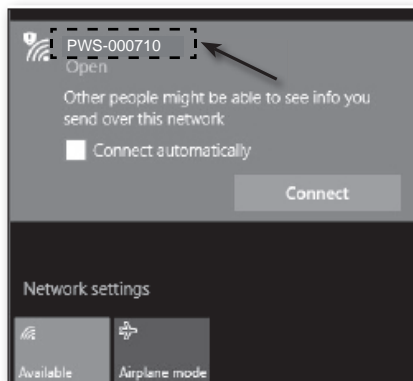 PWS-000710
Open
Other people might be able to see info you
send over this network
Connect automatically
Connect
Network settings
Available
Airplane mode